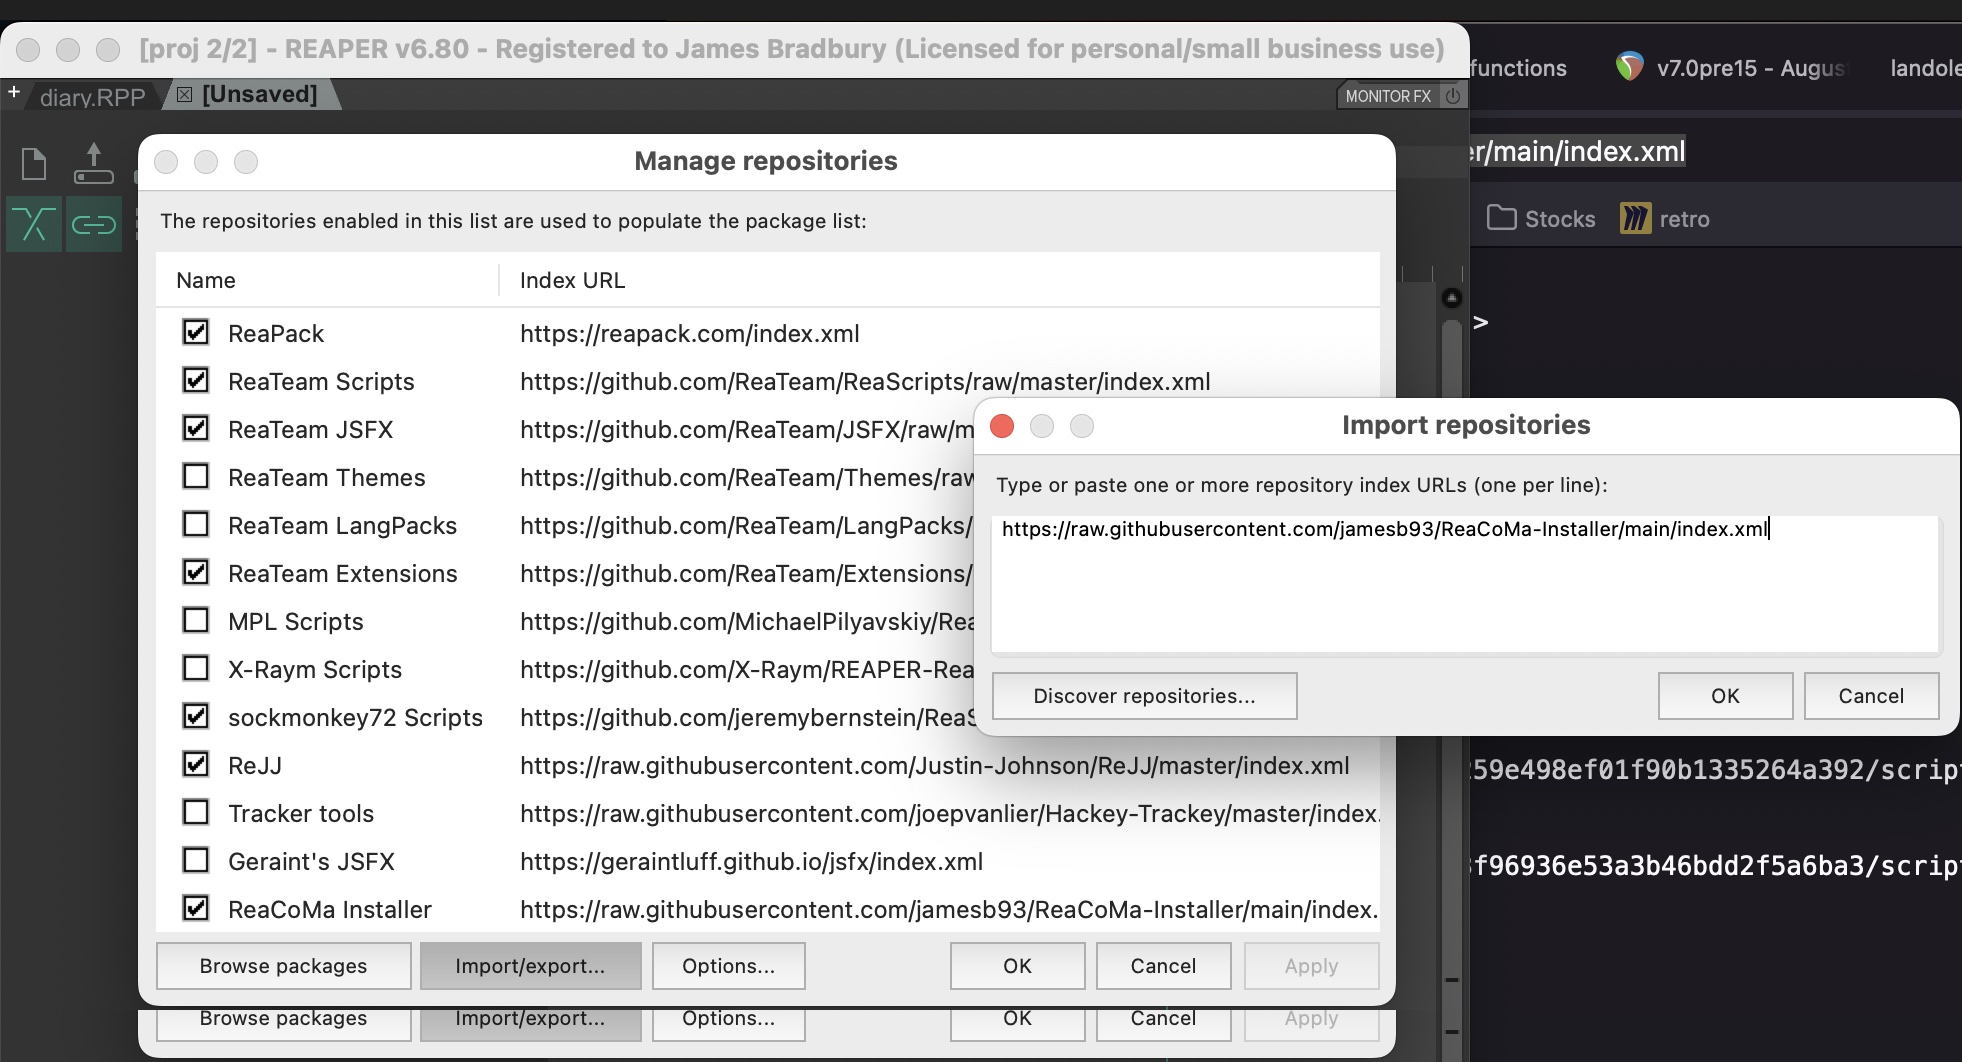 [proj 2/2] - REAPER v6.80 - Registered to James Bradbury (Licensed for personal/small business use)
functions
v7.0pre15 - Augus
landole
+
diary.RPP
[Unsaved]
MONITOR FX
r/main/index.xml
Stocks
retro
>
Manage repositories
The repositories enabled in this list are used to populate the package list:
Name Index URL
ReaPack https://reapack.com/index.xml
ReaTeam Scripts https://github.com/ReaTeam/ReaScripts/raw/master/index.xml
ReaTeam JSFX https://github.com/ReaTeam/JSFX/raw/m
ReaTeam Themes https://github.com/ReaTeam/Themes/raw
ReaTeam LangPacks https://github.com/ReaTeam/LangPacks/
ReaTeam Extensions https://github.com/ReaTeam/Extensions/
MPL Scripts https://github.com/MichaelPilyavskiy/Rea
X-Raym Scripts https://github.com/X-Raym/REAPER-Rea
sockmonkey72 Scripts https://github.com/jeremybernstein/ReaS
ReJJ https://raw.githubusercontent.com/Justin-Johnson/ReJJ/master/index.xml
Tracker tools https://raw.githubusercontent.com/joepvanlier/Hackey-Trackey/master/index.
Geraint's JSFX https://geraintluff.github.io/jsfx/index.xml
ReaCoMa Installer https://raw.githubusercontent.com/jamesb93/ReaCoMa-Installer/main/index.
Browse packages Import/export... Options... OK Cancel Apply
Browse packages Import/export... Options... OK Cancel Apply
Import repositories
Type or paste one or more repository index URLs (one per line):
https://raw.githubusercontent.com/jamesb93/ReaCoMa-Installer/main/index.xml
Discover repositories... OK Cancel
259e498ef01f90b1335264a392/script
f96936e53a3b46bdd2f5a6ba3/script